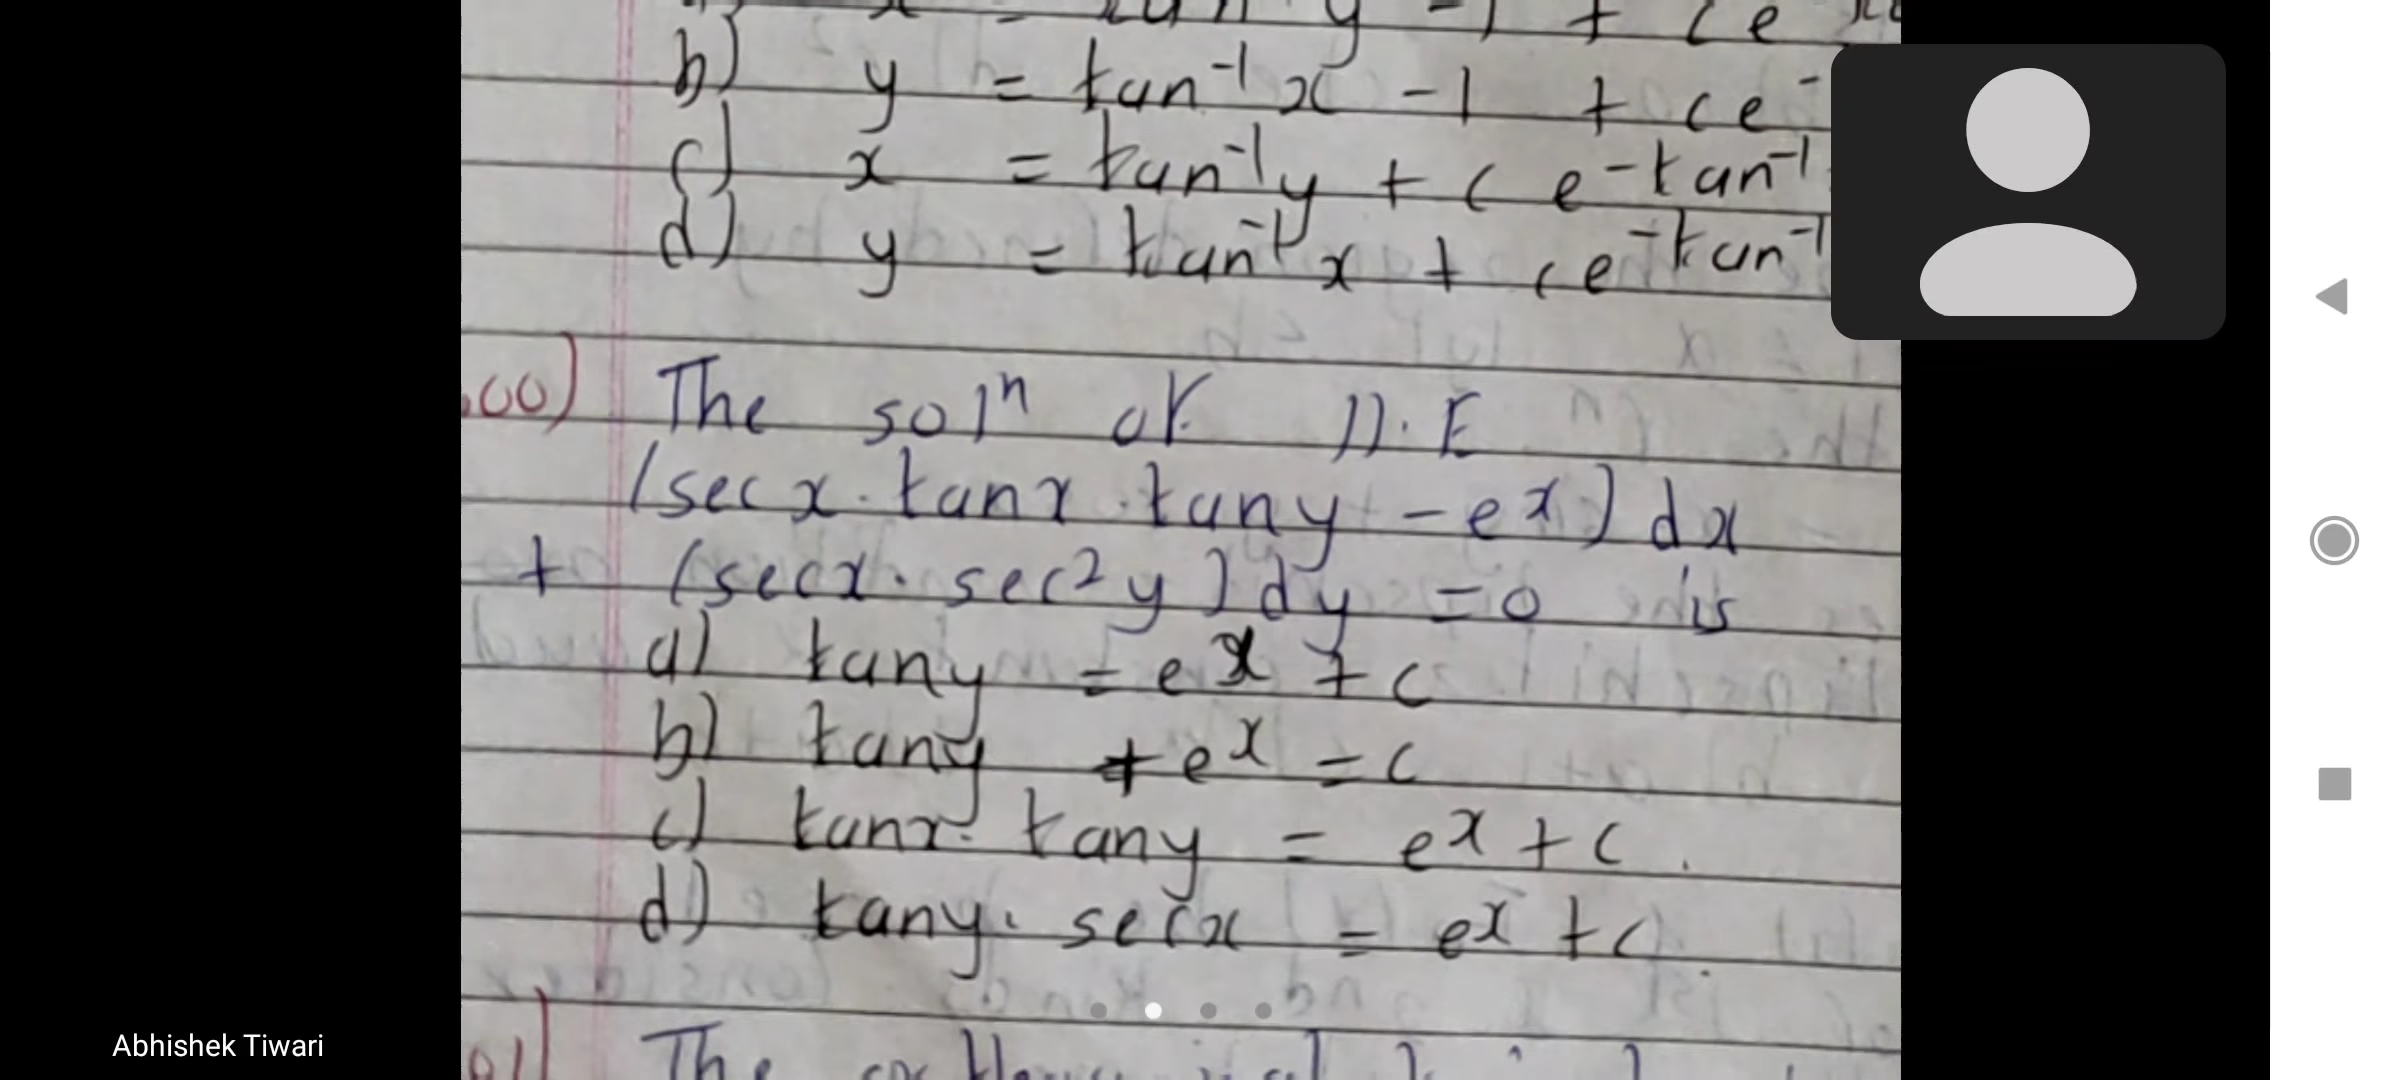 b) y = tan⁻¹x - 1 + ce⁻
c) x = tan⁻¹y + c e^-tan⁻¹
d) y = tan⁻¹x + ce^-tan⁻¹
00) The solⁿ of D.E
(secx.tanx.tany - eˣ) dx
+ (secx. sec²y) dy = 0 is
a) tany = eˣ + c
b) tany + eˣ = c
c) tanx. tany = eˣ + c.
d) tany. secx = eˣ + c.
Abhishek Tiwari
The